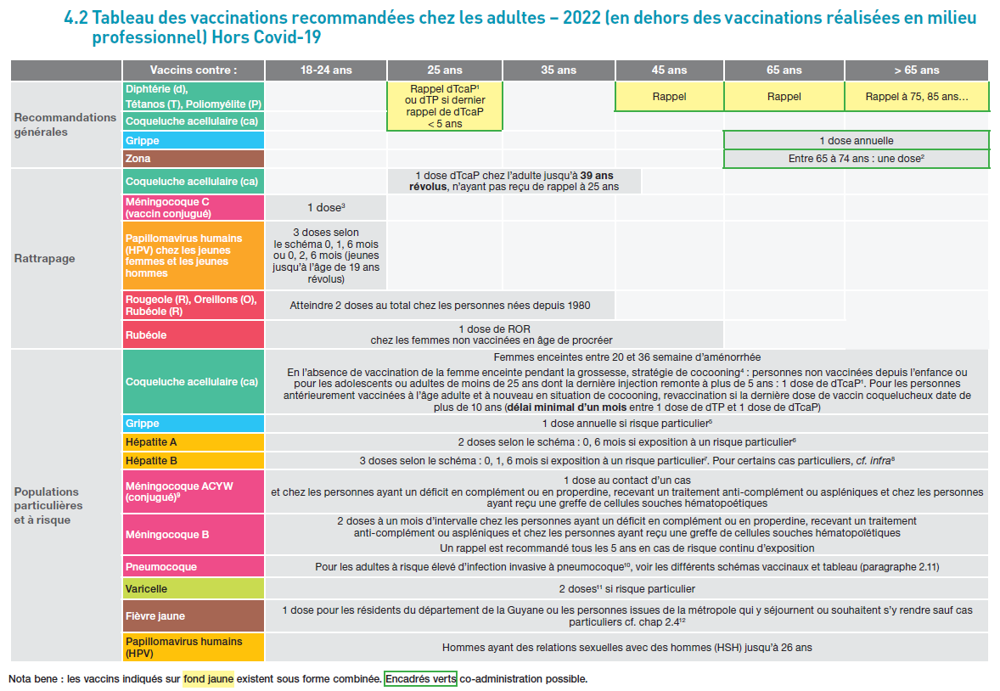 4.2 Tableau des vaccinations recommandées chez les adultes – 2022 (en dehors des vaccinations réalisées en milieu
professionnel) Hors Covid-19
Vaccins contre :
18-24 ans
25 ans
35 ans
45 ans
65 ans
> 65 ans
Recommandations
générales
Diphtérie (d),
Tétanos (T), Poliomyélite (P)
Rappel dTcaP¹
ou dTP si dernier
rappel de dTcaP
< 5 ans
Rappel
Rappel
Rappel à 75, 85 ans…
Coqueluche acellulaire (ca)
Grippe
1 dose annuelle
Zona
Entre 65 à 74 ans : une dose²
Rattrapage
Coqueluche acellulaire (ca)
1 dose dTcaP chez l’adulte jusqu’à 39 ans
révolus, n’ayant pas reçu de rappel à 25 ans
Méningocoque C
(vaccin conjugué)
1 dose³
Papillomavirus humains
(HPV) chez les jeunes
femmes et les jeunes
hommes
3 doses selon
le schéma 0, 1, 6 mois
ou 0, 2, 6 mois (jeunes
jusqu’à l’âge de 19 ans
révolus)
Rougeole (R), Oreillons (O),
Rubéole (R)
Atteindre 2 doses au total chez les personnes nées depuis 1980
Rubéole
1 dose de ROR
chez les femmes non vaccinées en âge de procréer
Populations
particulières
et à risque
Coqueluche acellulaire (ca)
Femmes enceintes entre 20 et 36 semaine d’aménorrhée
En l’absence de vaccination de la femme enceinte pendant la grossesse, stratégie de cocooning⁴ : personnes non vaccinées depuis l’enfance ou
pour les adolescents ou adultes de moins de 25 ans dont la dernière injection remonte à plus de 5 ans : 1 dose de dTcaP¹. Pour les personnes
antérieurement vaccinées à l’âge adulte et à nouveau en situation de cocooning, revaccination si la dernière dose de vaccin coquelucheux date de
plus de 10 ans (délai minimal d’un mois entre 1 dose de dTP et 1 dose de dTcaP)
Grippe
1 dose annuelle si risque particulier⁵
Hépatite A
2 doses selon le schéma : 0, 6 mois si exposition à un risque particulier⁶
Hépatite B
3 doses selon le schéma : 0, 1, 6 mois si exposition à un risque particulier⁷. Pour certains cas particuliers, cf. infra⁸
Méningocoque ACYW
(conjugué)⁹
1 dose au contact d’un cas
et chez les personnes ayant un déficit en complément ou en properdine, recevant un traitement anti-complément ou aspléniques et chez les personnes
ayant reçu une greffe de cellules souches hématopoétiques
Méningocoque B
2 doses à un mois d’intervalle chez les personnes ayant un déficit en complément ou en properdine, recevant un traitement
anti-complément ou aspléniques et chez les personnes ayant reçu une greffe de cellules souches hématopoïétiques
Un rappel est recommandé tous les 5 ans en cas de risque continu d’exposition
Pneumocoque
Pour les adultes à risque élevé d’infection invasive à pneumocoque¹⁰, voir les différents schémas vaccinaux et tableau (paragraphe 2.11)
Varicelle
2 doses¹¹ si risque particulier
Fièvre jaune
1 dose pour les résidents du département de la Guyane ou les personnes issues de la métropole qui y séjournent ou souhaitent s’y rendre sauf cas
particuliers cf. chap 2.4¹²
Papillomavirus humains
(HPV)
Hommes ayant des relations sexuelles avec des hommes (HSH) jusqu’à 26 ans
Nota bene : les vaccins indiqués sur fond jaune existent sous forme combinée. Encadrés verts co-administration possible.